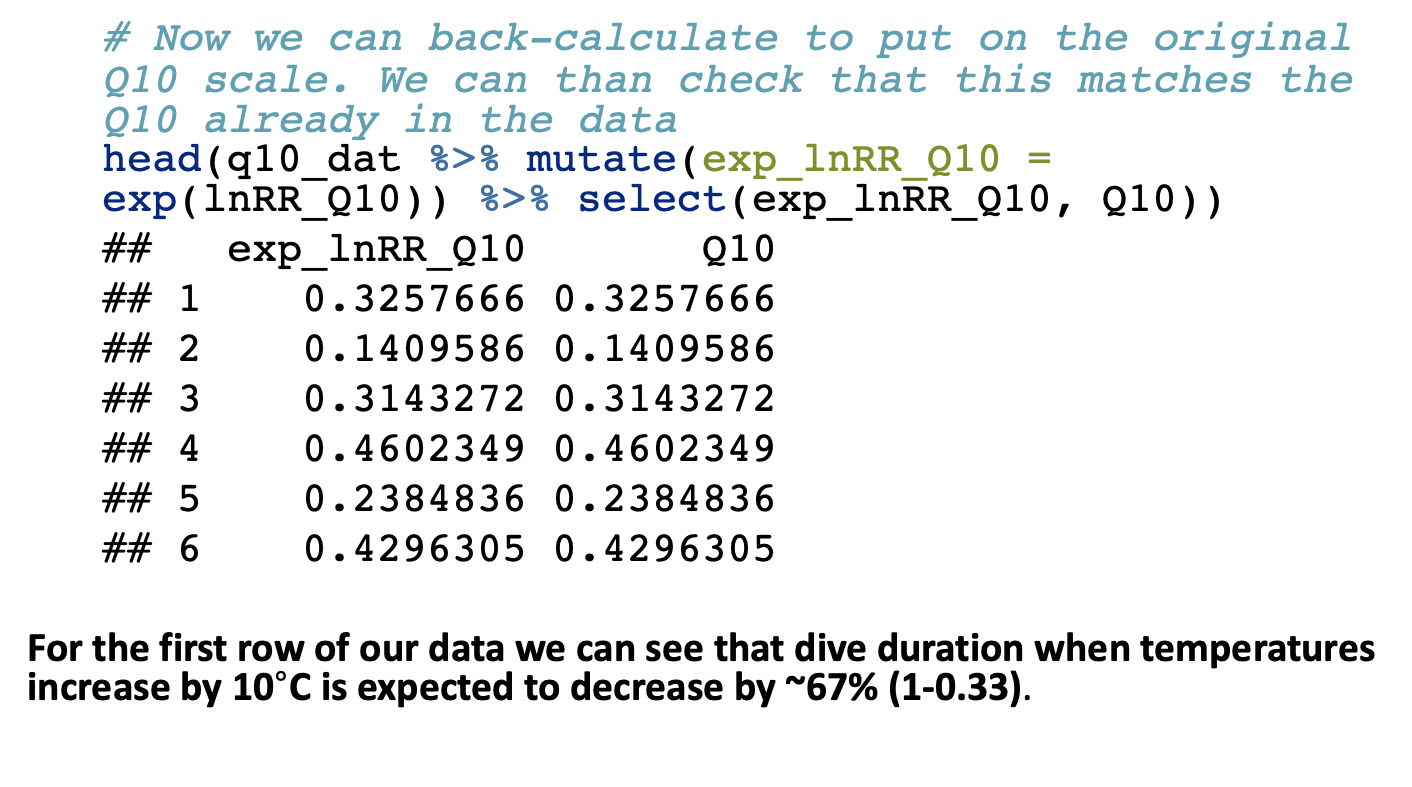 # Now we can back-calculate to put on the original
Q10 scale. We can than check that this matches the
Q10 already in the data
head(q10_dat %>% mutate(exp_lnRR_Q10 =
exp(lnRR_Q10)) %>% select(exp_lnRR_Q10, Q10))
##   exp_lnRR_Q10       Q10
## 1    0.3257666 0.3257666
## 2    0.1409586 0.1409586
## 3    0.3143272 0.3143272
## 4    0.4602349 0.4602349
## 5    0.2384836 0.2384836
## 6    0.4296305 0.4296305
For the first row of our data we can see that dive duration when temperatures
increase by 10°C is expected to decrease by ~67% (1-0.33).